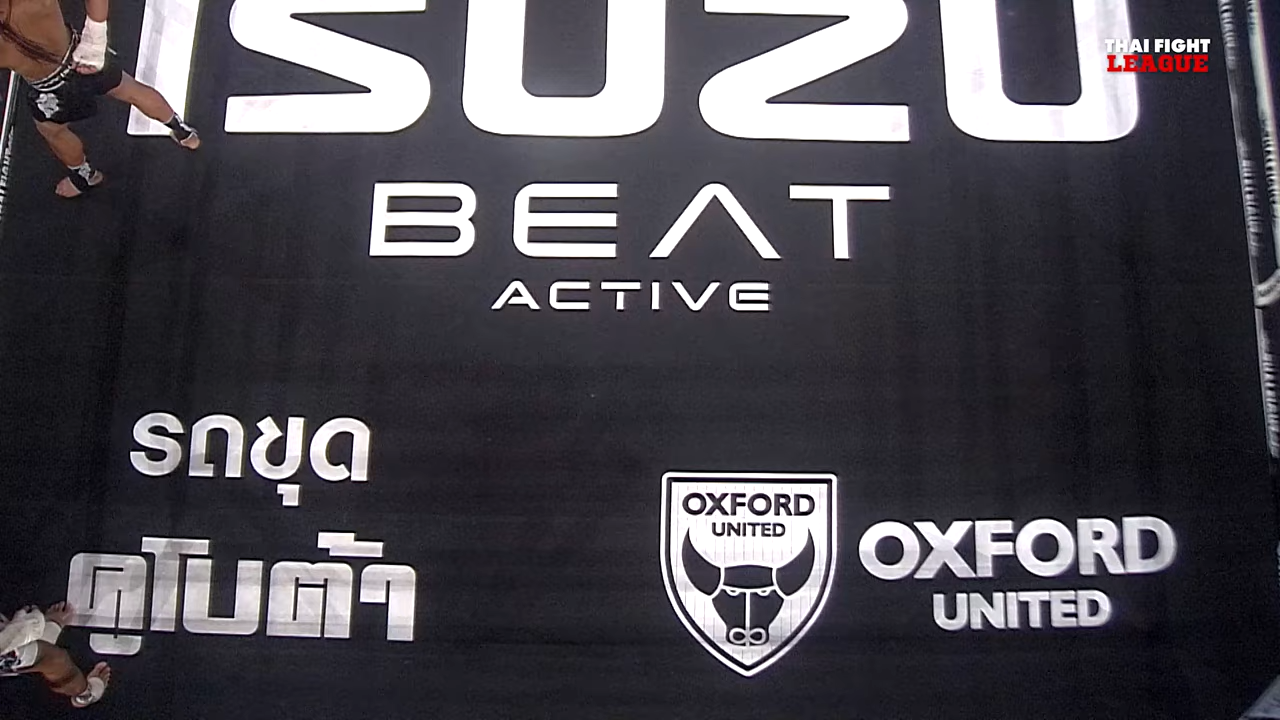 ISUZU
THAI FIGHT
LEAGUE
BEAT
ACTIVE
รถขุด
คูโบต้า
OXFORD
UNITED
OXFORD
UNITED